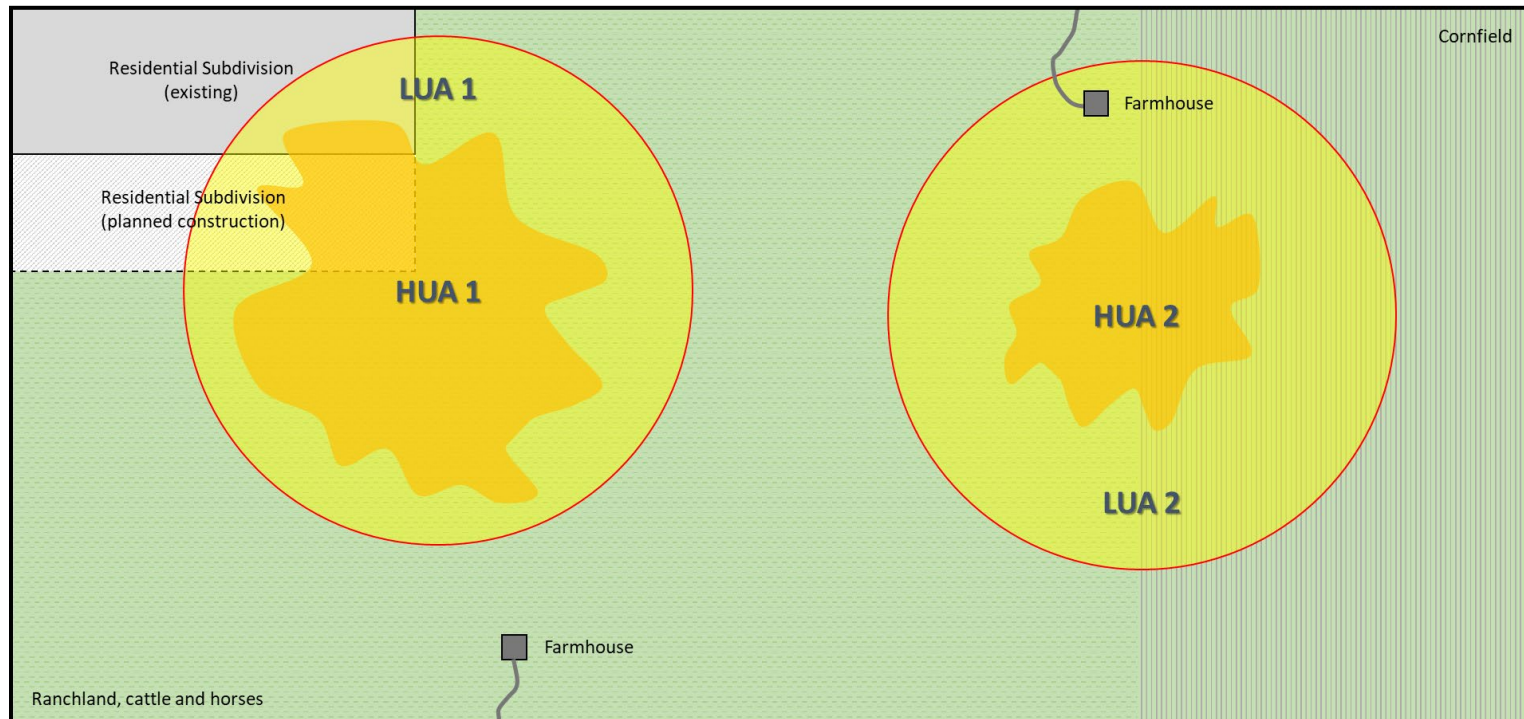 Residential Subdivision
(existing)
LUA 1
Cornfield
Farmhouse
Residential Subdivision
(planned construction)
HUA 1
HUA 2
LUA 2
Farmhouse
Ranchland, cattle and horses